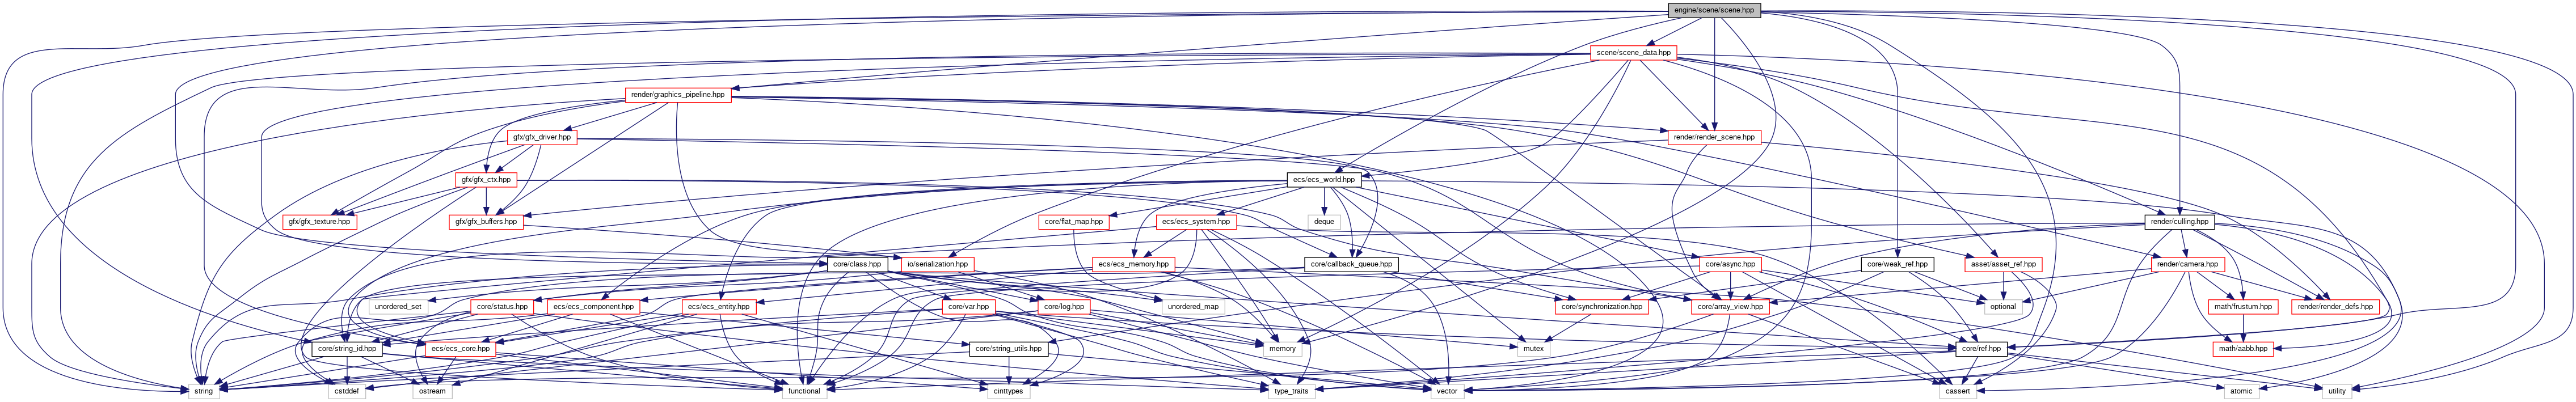 engine/scene/scene.hpp
scene/scene_data.hpp
render/graphics_pipeline.hpp
gfx/gfx_driver.hpp
render/render_scene.hpp
gfx/gfx_ctx.hpp
ecs/ecs_world.hpp
gfx/gfx_texture.hpp
gfx/gfx_buffers.hpp
core/flat_map.hpp
ecs/ecs_system.hpp
deque
render/culling.hpp
core/class.hpp
io/serialization.hpp
ecs/ecs_memory.hpp
core/callback_queue.hpp
core/async.hpp
core/weak_ref.hpp
asset/asset_ref.hpp
render/camera.hpp
unordered_set
core/status.hpp
ecs/ecs_component.hpp
ecs/ecs_entity.hpp
core/var.hpp
core/log.hpp
unordered_map
core/synchronization.hpp
core/array_view.hpp
optional
math/frustum.hpp
render/render_defs.hpp
core/string_id.hpp
ecs/ecs_core.hpp
core/string_utils.hpp
memory
mutex
core/ref.hpp
math/aabb.hpp
string
cstddef
ostream
functional
cinttypes
type_traits
vector
cassert
atomic
utility